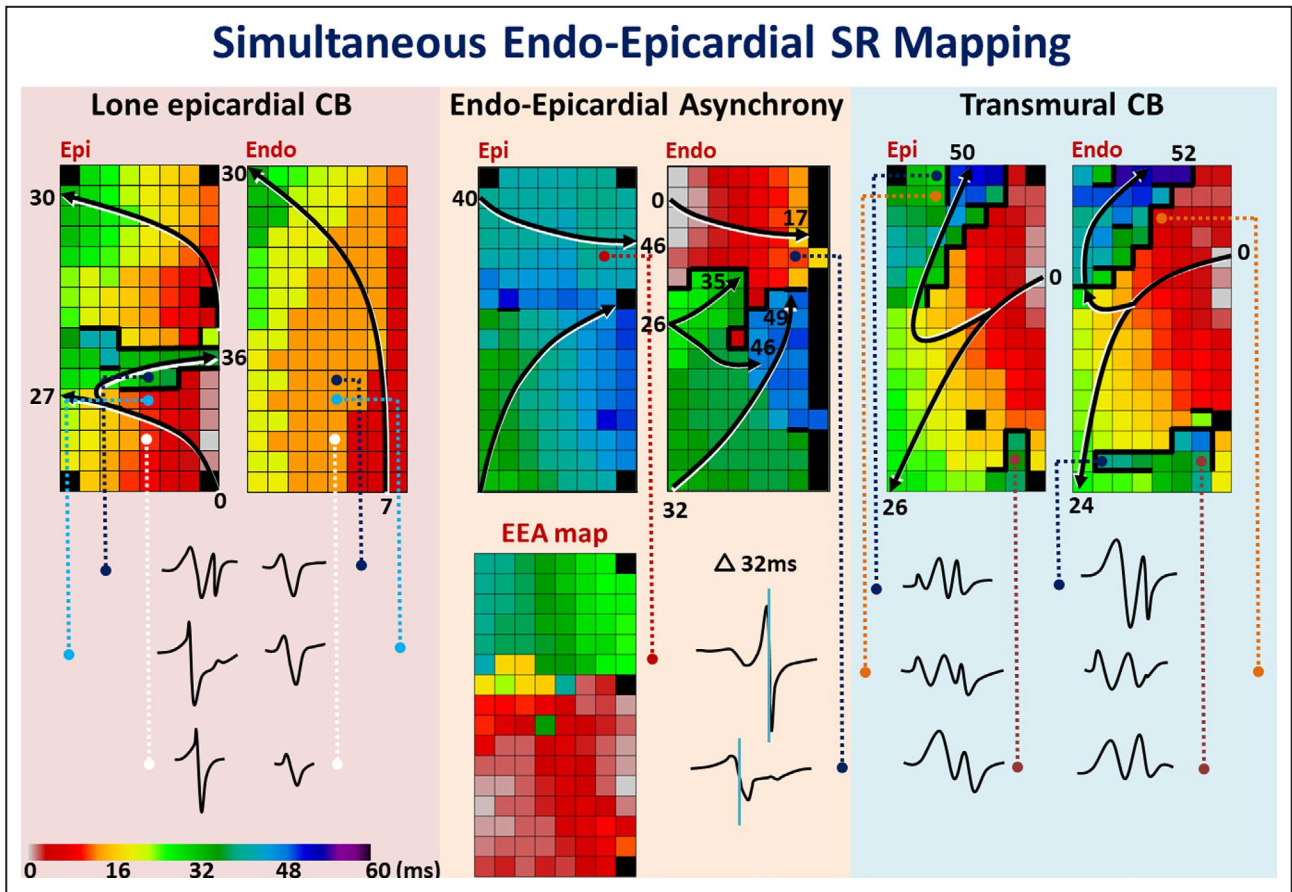 Simultaneous Endo-Epicardial SR Mapping
Lone epicardial CB
Epi
Endo
30
30
36
27
0
7
Endo-Epicardial Asynchrony
Epi
Endo
40
46
0
17
35
26
49
46
32
EEA map
Δ 32ms
Transmural CB
Epi
50
Endo
52
0
0
26
24
0 16 32 48 60 (ms)